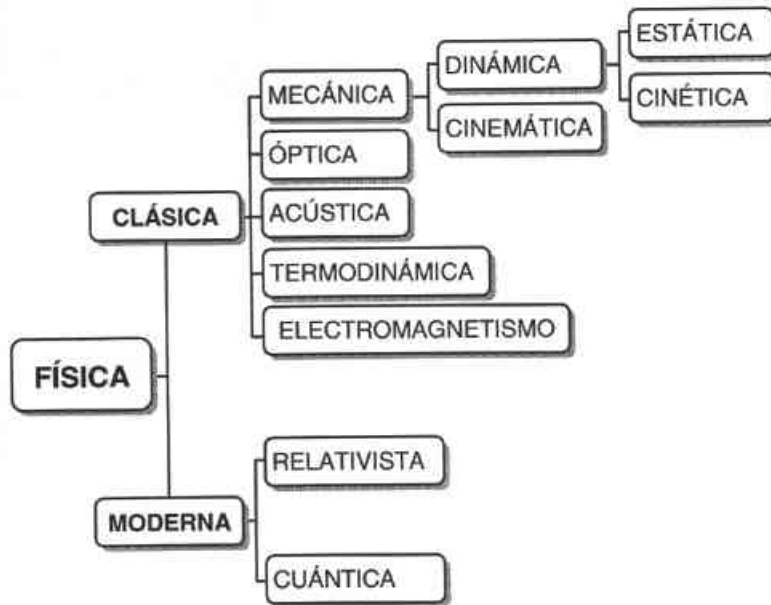 FÍSICA
CLÁSICA
MECÁNICA
DINÁMICA
ESTÁTICA
CINÉTICA
CINEMÁTICA
ÓPTICA
ACÚSTICA
TERMODINÁMICA
ELECTROMAGNETISMO
MODERNA
RELATIVISTA
CUÁNTICA